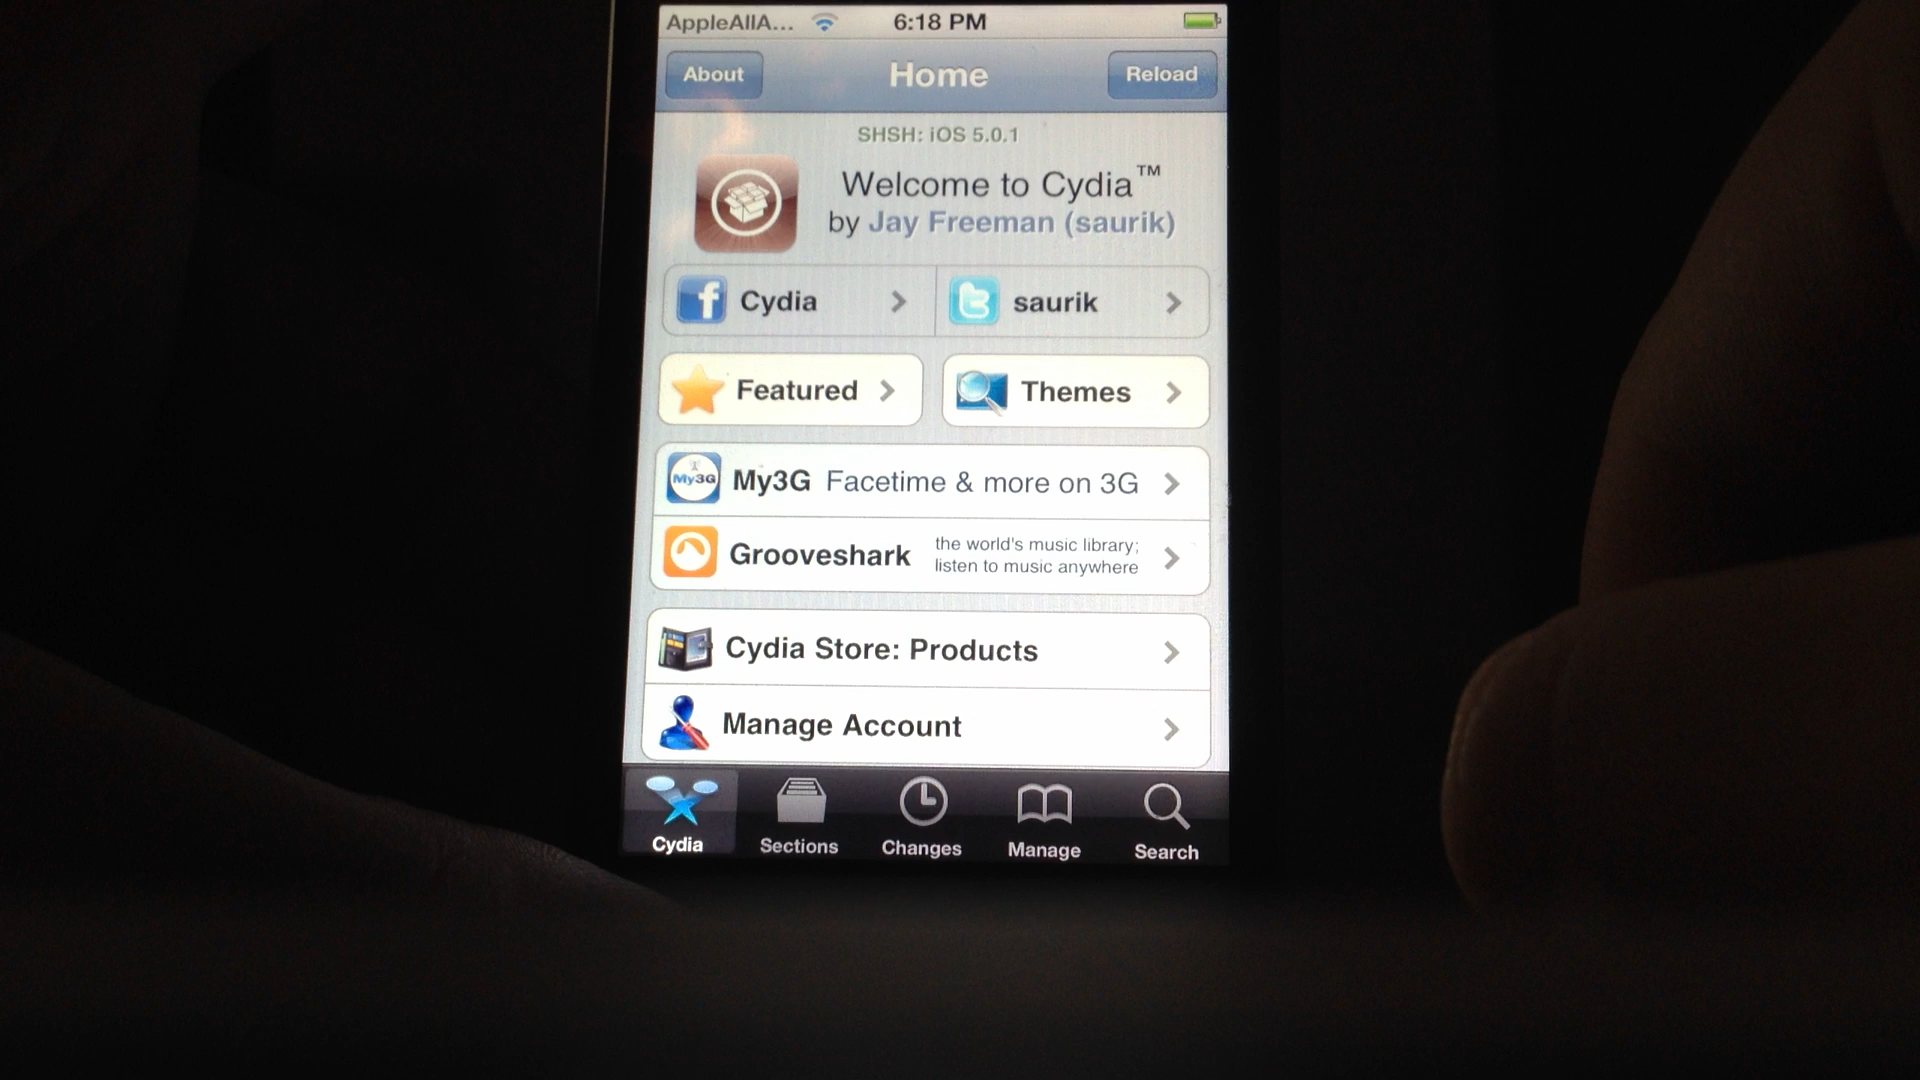 AppleAllA... 6:18 PM
About Home Reload
SHSH: iOS 5.0.1
Welcome to Cydia™
by Jay Freeman (saurik)
Cydia saurik
Featured Themes
My3G My3G Facetime & more on 3G
Grooveshark the world's music library;
listen to music anywhere
Cydia Store: Products
Manage Account
Cydia Sections Changes Manage Search